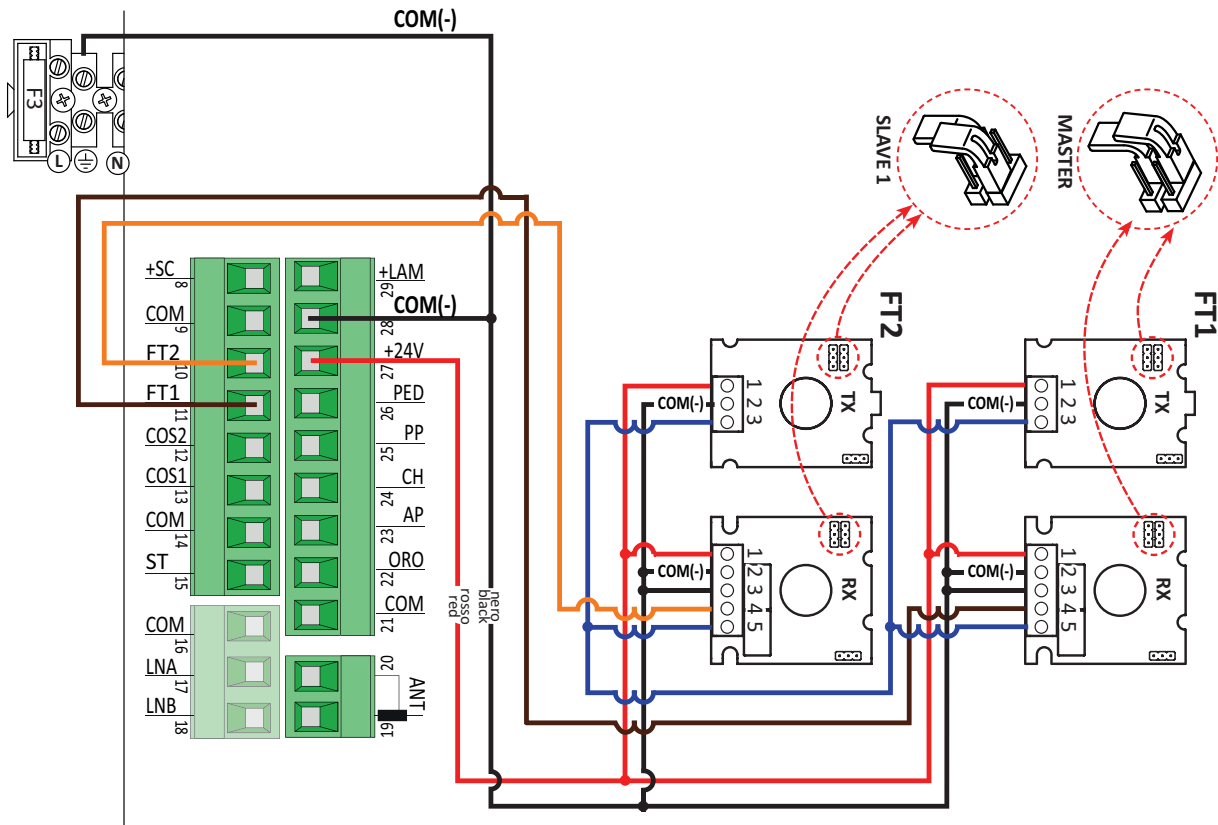 COM(-)
F3
L
N
SLAVE 1
MASTER
+SC
8
COM
9
FT2
10
FT1
11
COS2
12
COS1
13
COM
14
ST
15
COM
16
LNA
17
LNB
18
+LAM
29
COM(-)
28
+24V
27
PED
26
PP
25
CH
24
AP
23
ORO
22
COM
21
20
ANT
19
rosso
red
nero
black
FT2
1
2
3
COM(-)
TX
1
2
3
4
5
COM(-)
RX
FT1
1
2
3
COM(-)
TX
1
2
3
4
5
COM(-)
RX